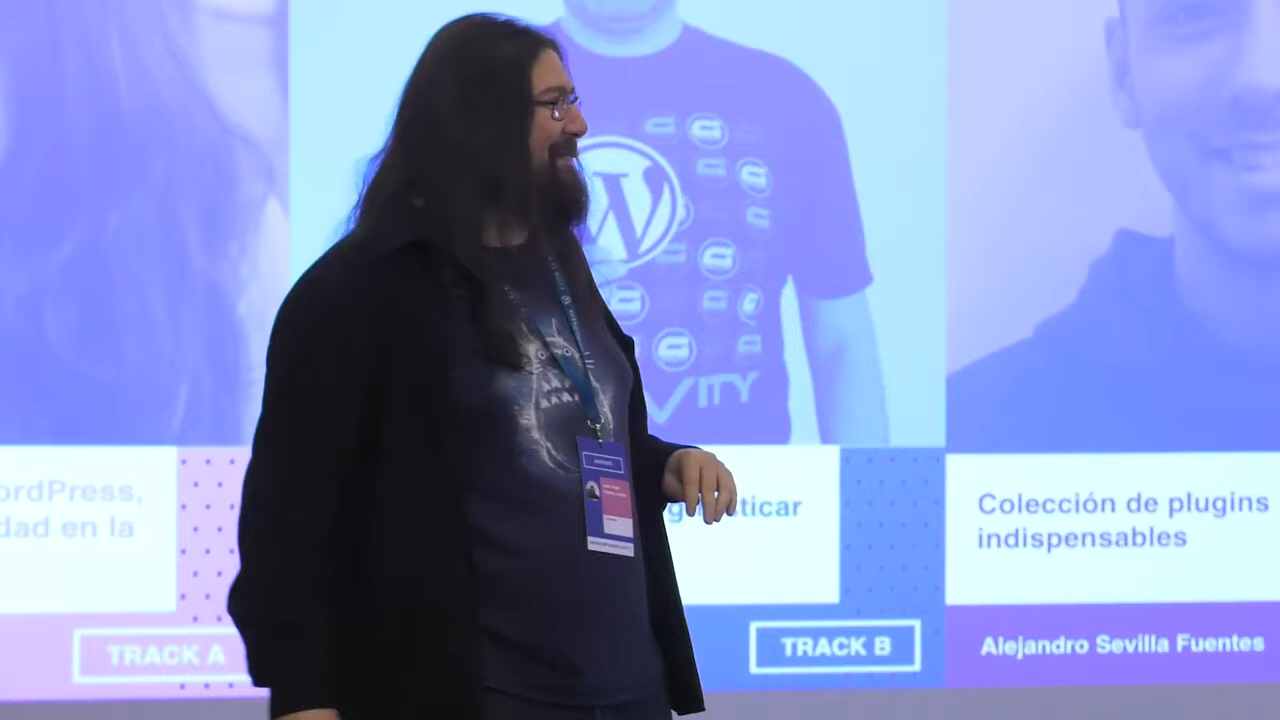 W
VITY
ordPress,
dad en la
ticar
Colección de plugins
indispensables
TRACK A
TRACK B
Alejandro Sevilla Fuentes